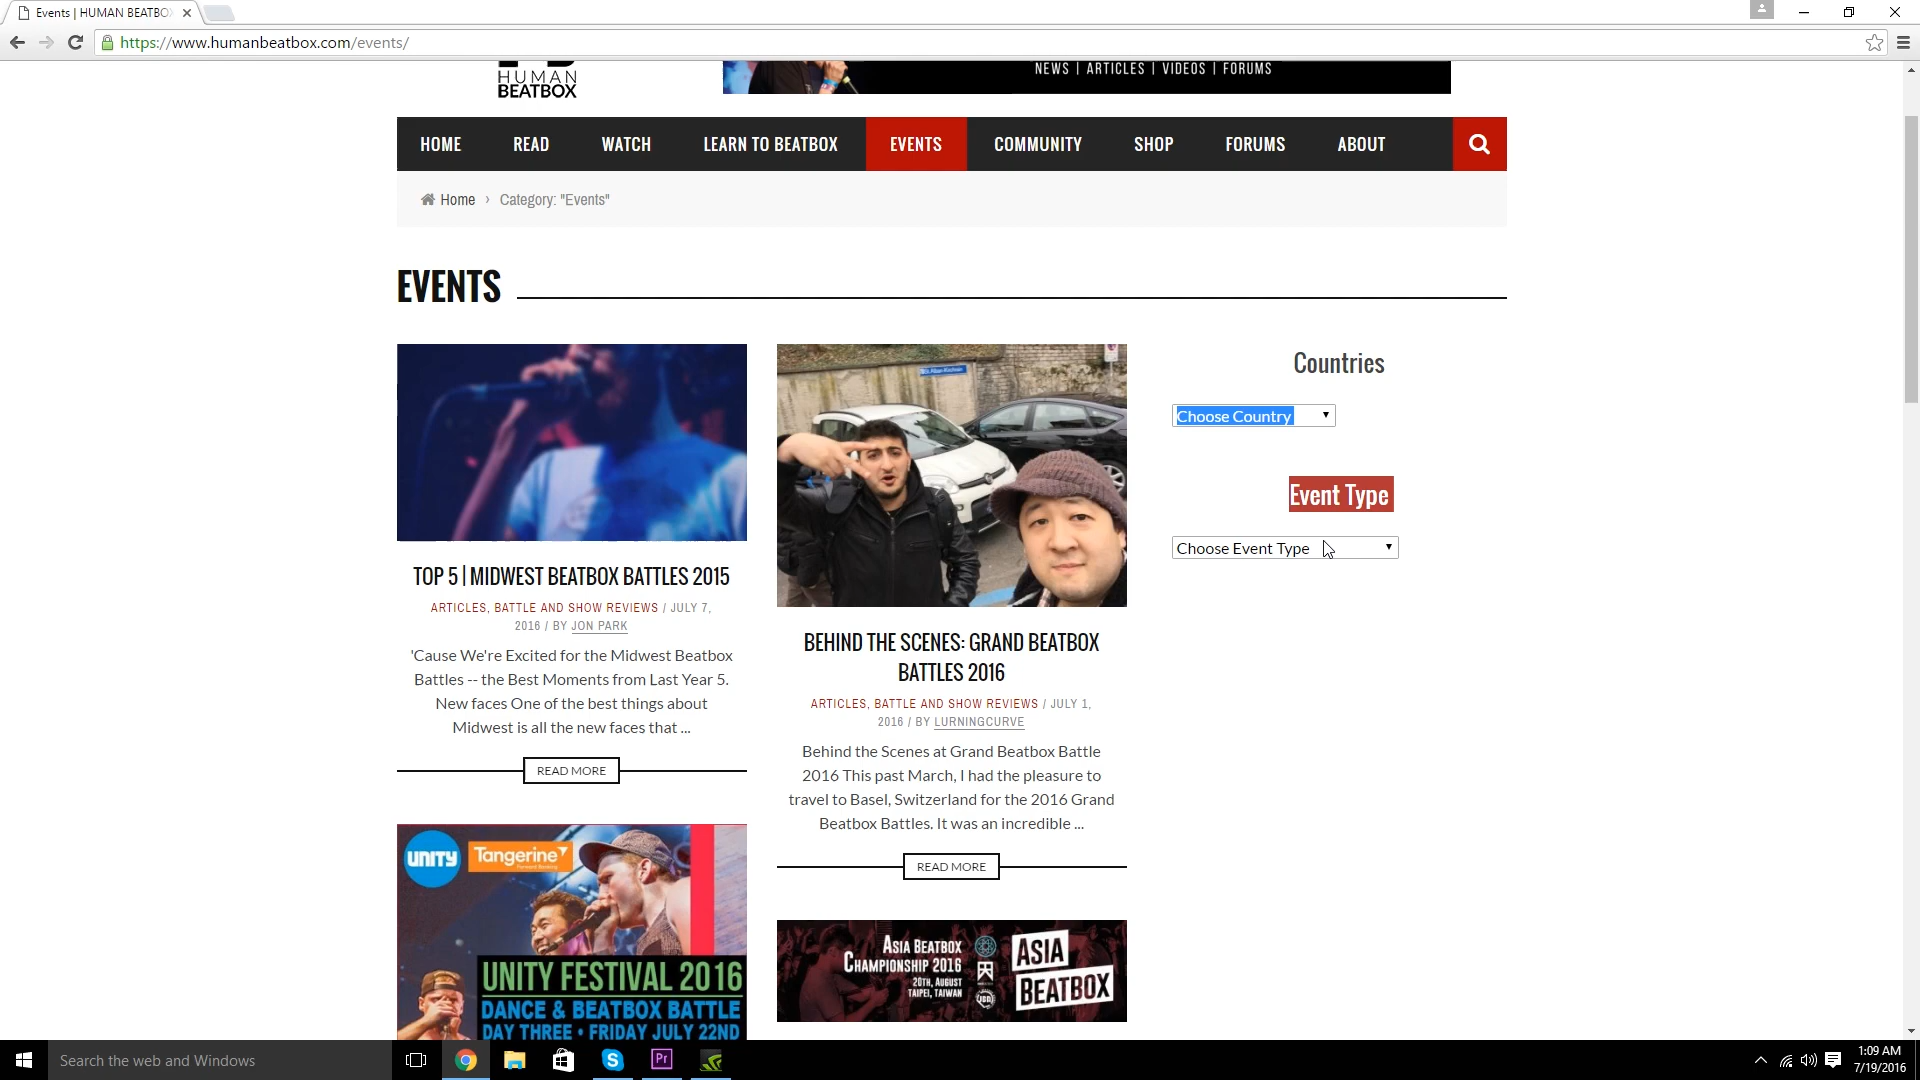 Events | HUMAN BEATBO
https://www.humanbeatbox.com/events/
HUMAN
BEATBOX
NEWS | ARTICLES | VIDEOS | FORUMS
HOME READ WATCH LEARN TO BEATBOX EVENTS COMMUNITY SHOP FORUMS ABOUT
Home › Category: "Events"
EVENTS
TOP 5 | MIDWEST BEATBOX BATTLES 2015
ARTICLES, BATTLE AND SHOW REVIEWS / JULY 7,
2016 / BY JON PARK
'Cause We're Excited for the Midwest Beatbox
Battles -- the Best Moments from Last Year 5.
New faces One of the best things about
Midwest is all the new faces that ...
READ MORE
UNITY
Tangerine
UNITY FESTIVAL 2016
DANCE & BEATBOX BATTLE
DAY THREE • FRIDAY JULY 22ND
BEHIND THE SCENES: GRAND BEATBOX
BATTLES 2016
ARTICLES, BATTLE AND SHOW REVIEWS / JULY 1,
2016 / BY LURNINGCURVE
Behind the Scenes at Grand Beatbox Battle
2016 This past March, I had the pleasure to
travel to Basel, Switzerland for the 2016 Grand
Beatbox Battles. It was an incredible ...
READ MORE
ASIA BEATBOX
CHAMPIONSHIP 2016
20TH, AUGUST
TAIPEI, TAIWAN
ASIA
BEATBOX
Countries
Choose Country
Event Type
Choose Event Type
Search the web and Windows
Pr
1:09 AM
7/19/2016